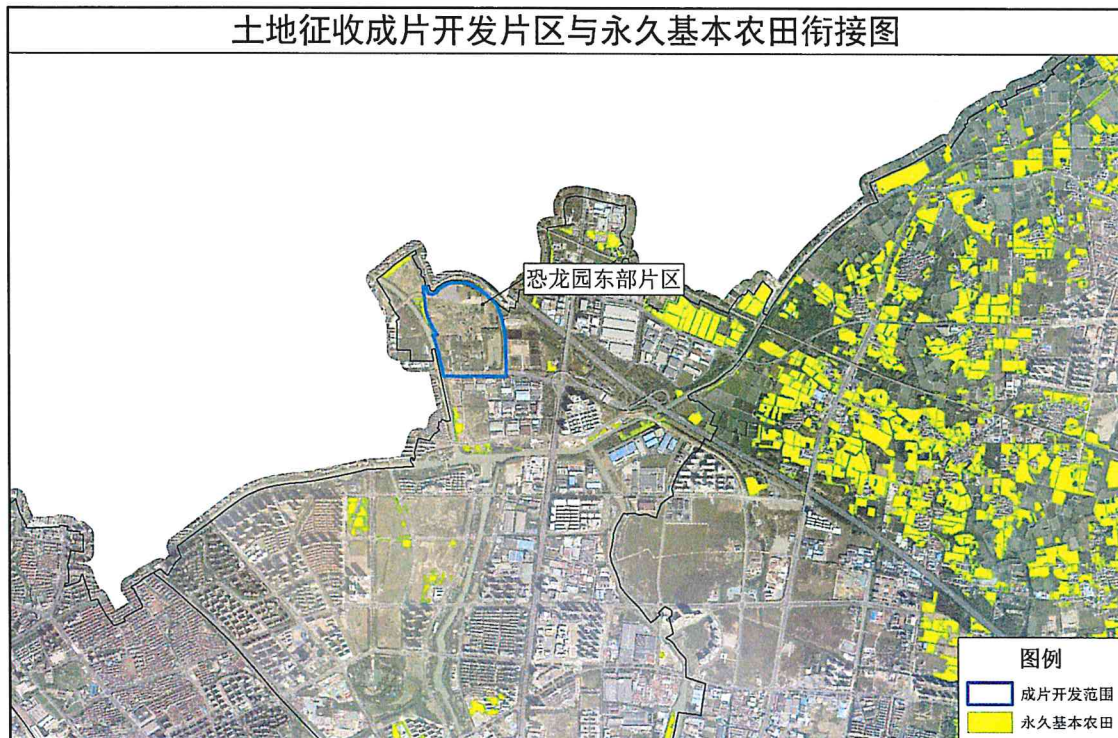 土地征收成片开发片区与永久基本农田衔接图
恐龙园东部片区
图例
成片开发范围
永久基本农田